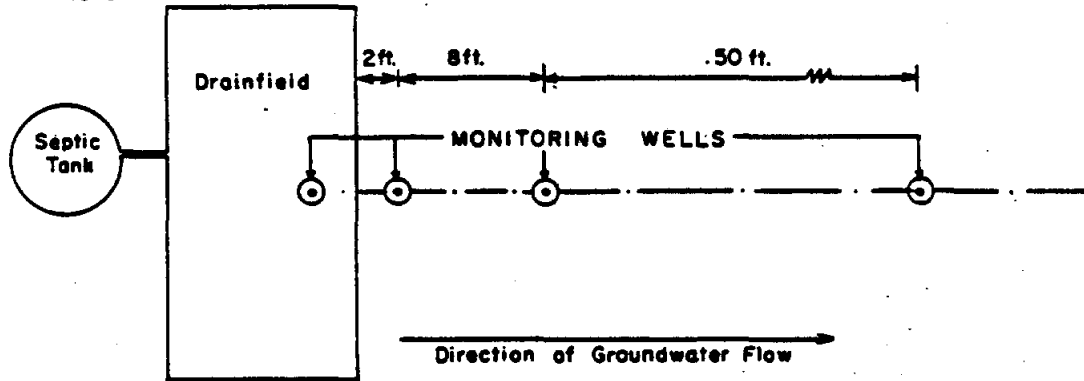 2ft. 8ft. .50 ft.
Drainfield
Septic
Tank
MONITORING WELLS
Direction of Groundwater Flow